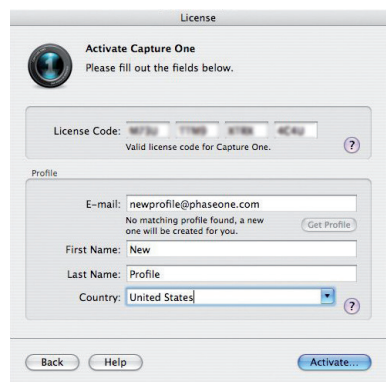 License
Activate Capture One
Please fill out the fields below.
License Code:
Valid license code for Capture One.
?
Profile
E-mail: newprofile@phaseone.com
No matching profile found, a new
one will be created for you.
Get Profile
First Name: New
Last Name: Profile
Country: United States
?
Back Help Activate...